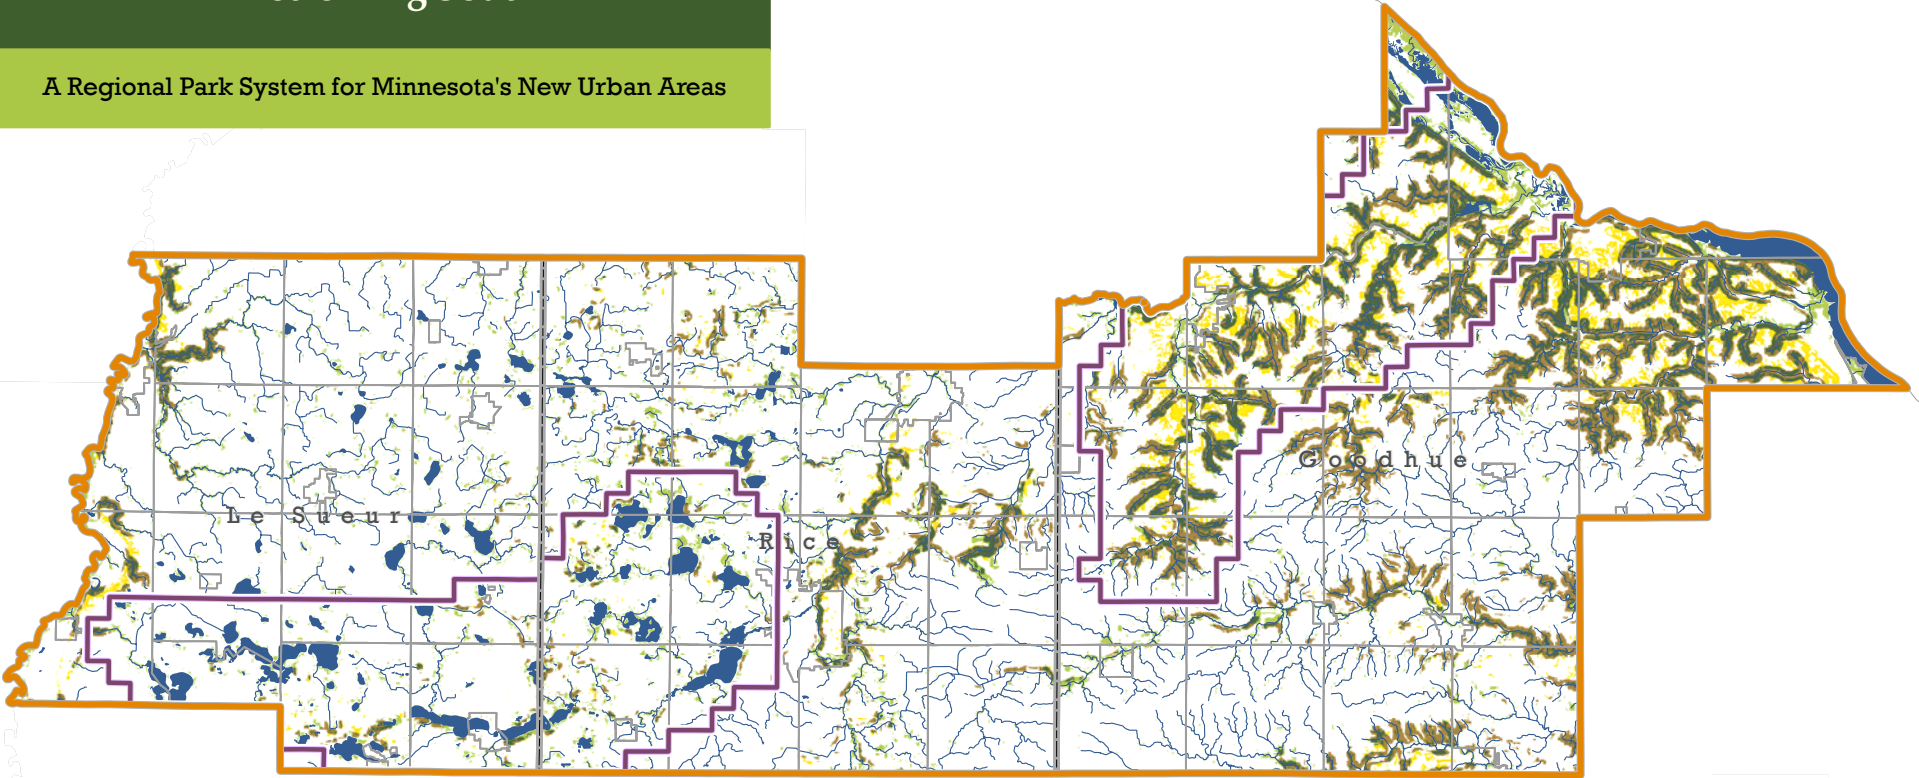 A Regional Park System for Minnesota's New Urban Areas
Goodhue
Le Sueur
Rice